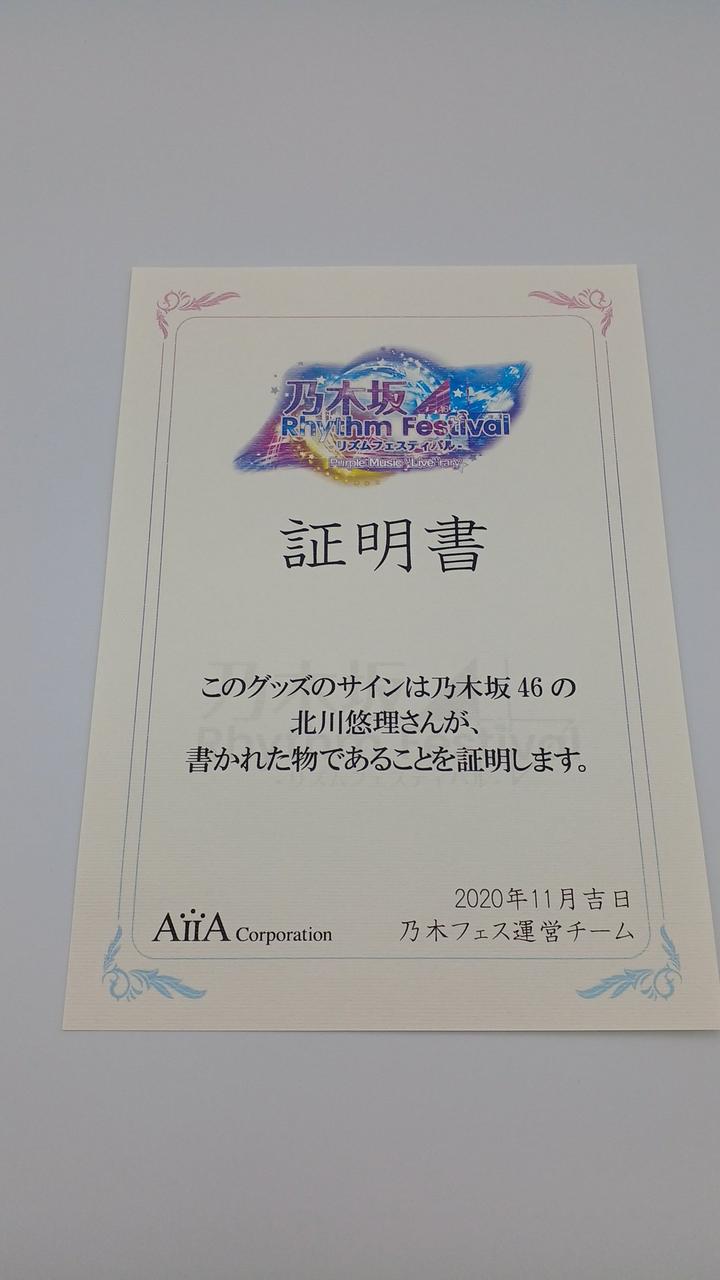 乃木坂46
Rhythm Festival
-リズムフェスティバル-
Purple Music "Live"rary
証明書
このグッズのサインは乃木坂 46 の
北川悠理さんが、
書かれた物であることを証明します。
2020年11月吉日
AiiA Corporation
乃木フェス運営チーム